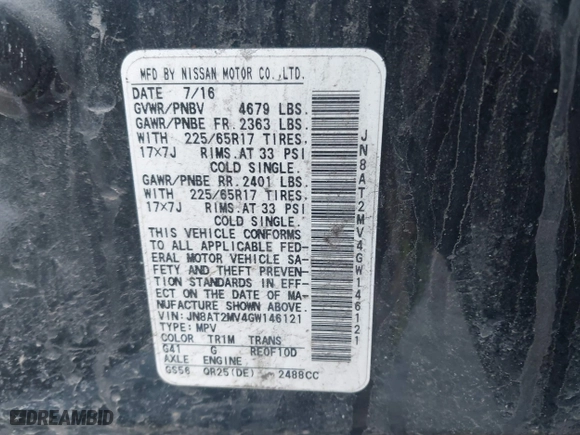 MFD BY NISSAN MOTOR CO.,LTD.
DATE 7/16
GVWR/PNBV 4679 LBS.
GAWR/PNBE FR. 2363 LBS.
WITH 225/65R17 TIRES,
17×7J RIMS.AT 33 PSI
COLD SINGLE.
GAWR/PNBE RR. 2401 LBS.
WITH 225/65R17 TIRES,
17×7J RIMS.AT 33 PSI
COLD SINGLE.
THIS VEHICLE CONFORMS
TO ALL APPLICABLE FED-
ERAL MOTOR VEHICLE SA-
FETY AND THEFT PREVEN-
TION STANDARDS IN EFF-
ECT ON THE DATE OF MA-
NUFACTURE SHOWN ABOVE.
VIN: JN8AT2MV4GW146121
TYPE: MPV
COLOR TRIM TRANS
G41 G RE0F10D
AXLE ENGINE
GS56 QR25(DE) 2488CC
JN8AT2MV4GW146121
DREAMBID